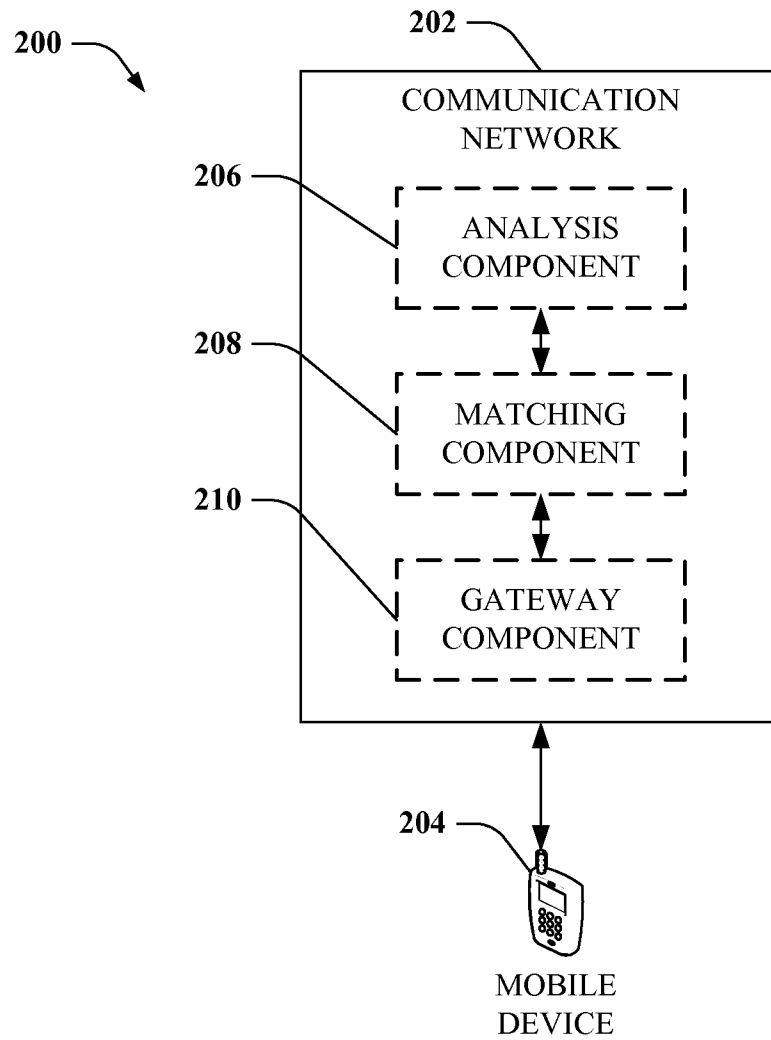 200
202
COMMUNICATION
NETWORK
206
ANALYSIS
COMPONENT
208
MATCHING
COMPONENT
210
GATEWAY
COMPONENT
204
MOBILE
DEVICE